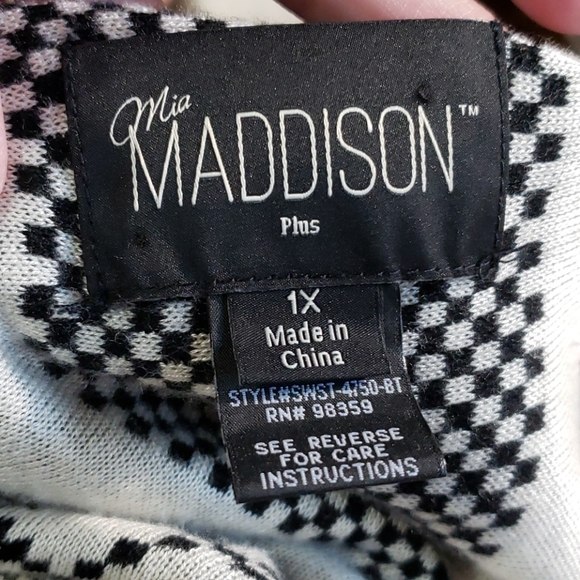 Mia
MADDISON™
Plus
1X
Made in
China
STYLE#SWST-4750-BT
RN# 98359
SEE REVERSE
FOR CARE
INSTRUCTIONS